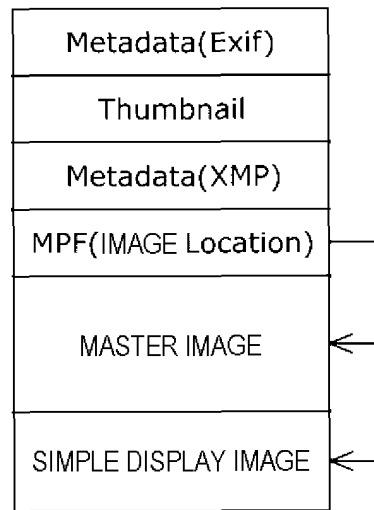 Metadata(Exif)
Thumbnail
Metadata(XMP)
MPF(IMAGE Location)
MASTER IMAGE
SIMPLE DISPLAY IMAGE